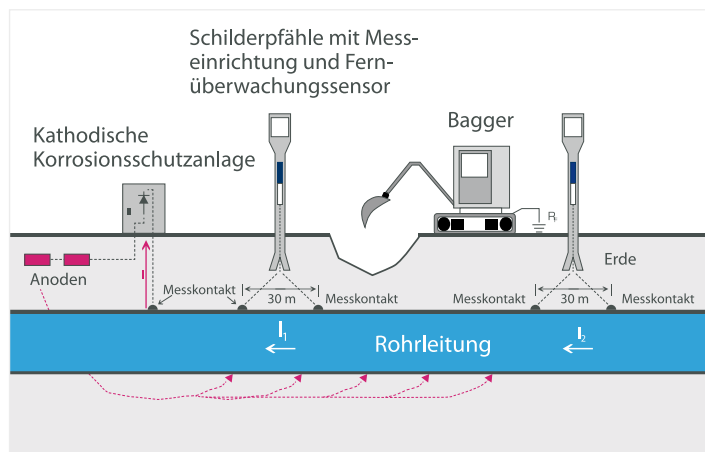 Schilderpfähle mit Mess-
einrichtung und Fern-
überwachungssensor
Kathodische
Korrosionsschutzanlage
Bagger
Anoden
I
Messkontakt
30 m
Messkontakt
Messkontakt
30 m
Messkontakt
Erde
I₁
Rohrleitung
I₂